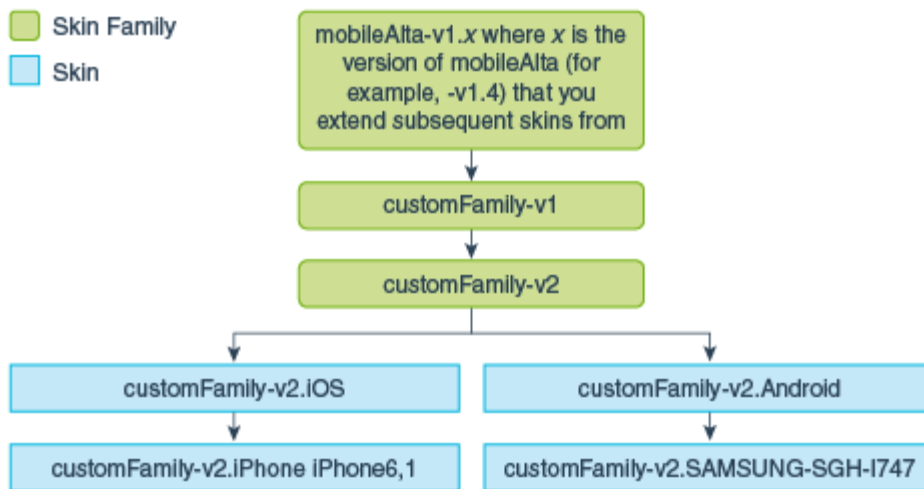 Skin Family
Skin
mobileAlta-v1.x where x is the
version of mobileAlta (for
example, -v1.4) that you
extend subsequent skins from
customFamily-v1
customFamily-v2
customFamily-v2.iOS
customFamily-v2.Android
customFamily-v2.iPhone iPhone6,1
customFamily-v2.SAMSUNG-SGH-I747